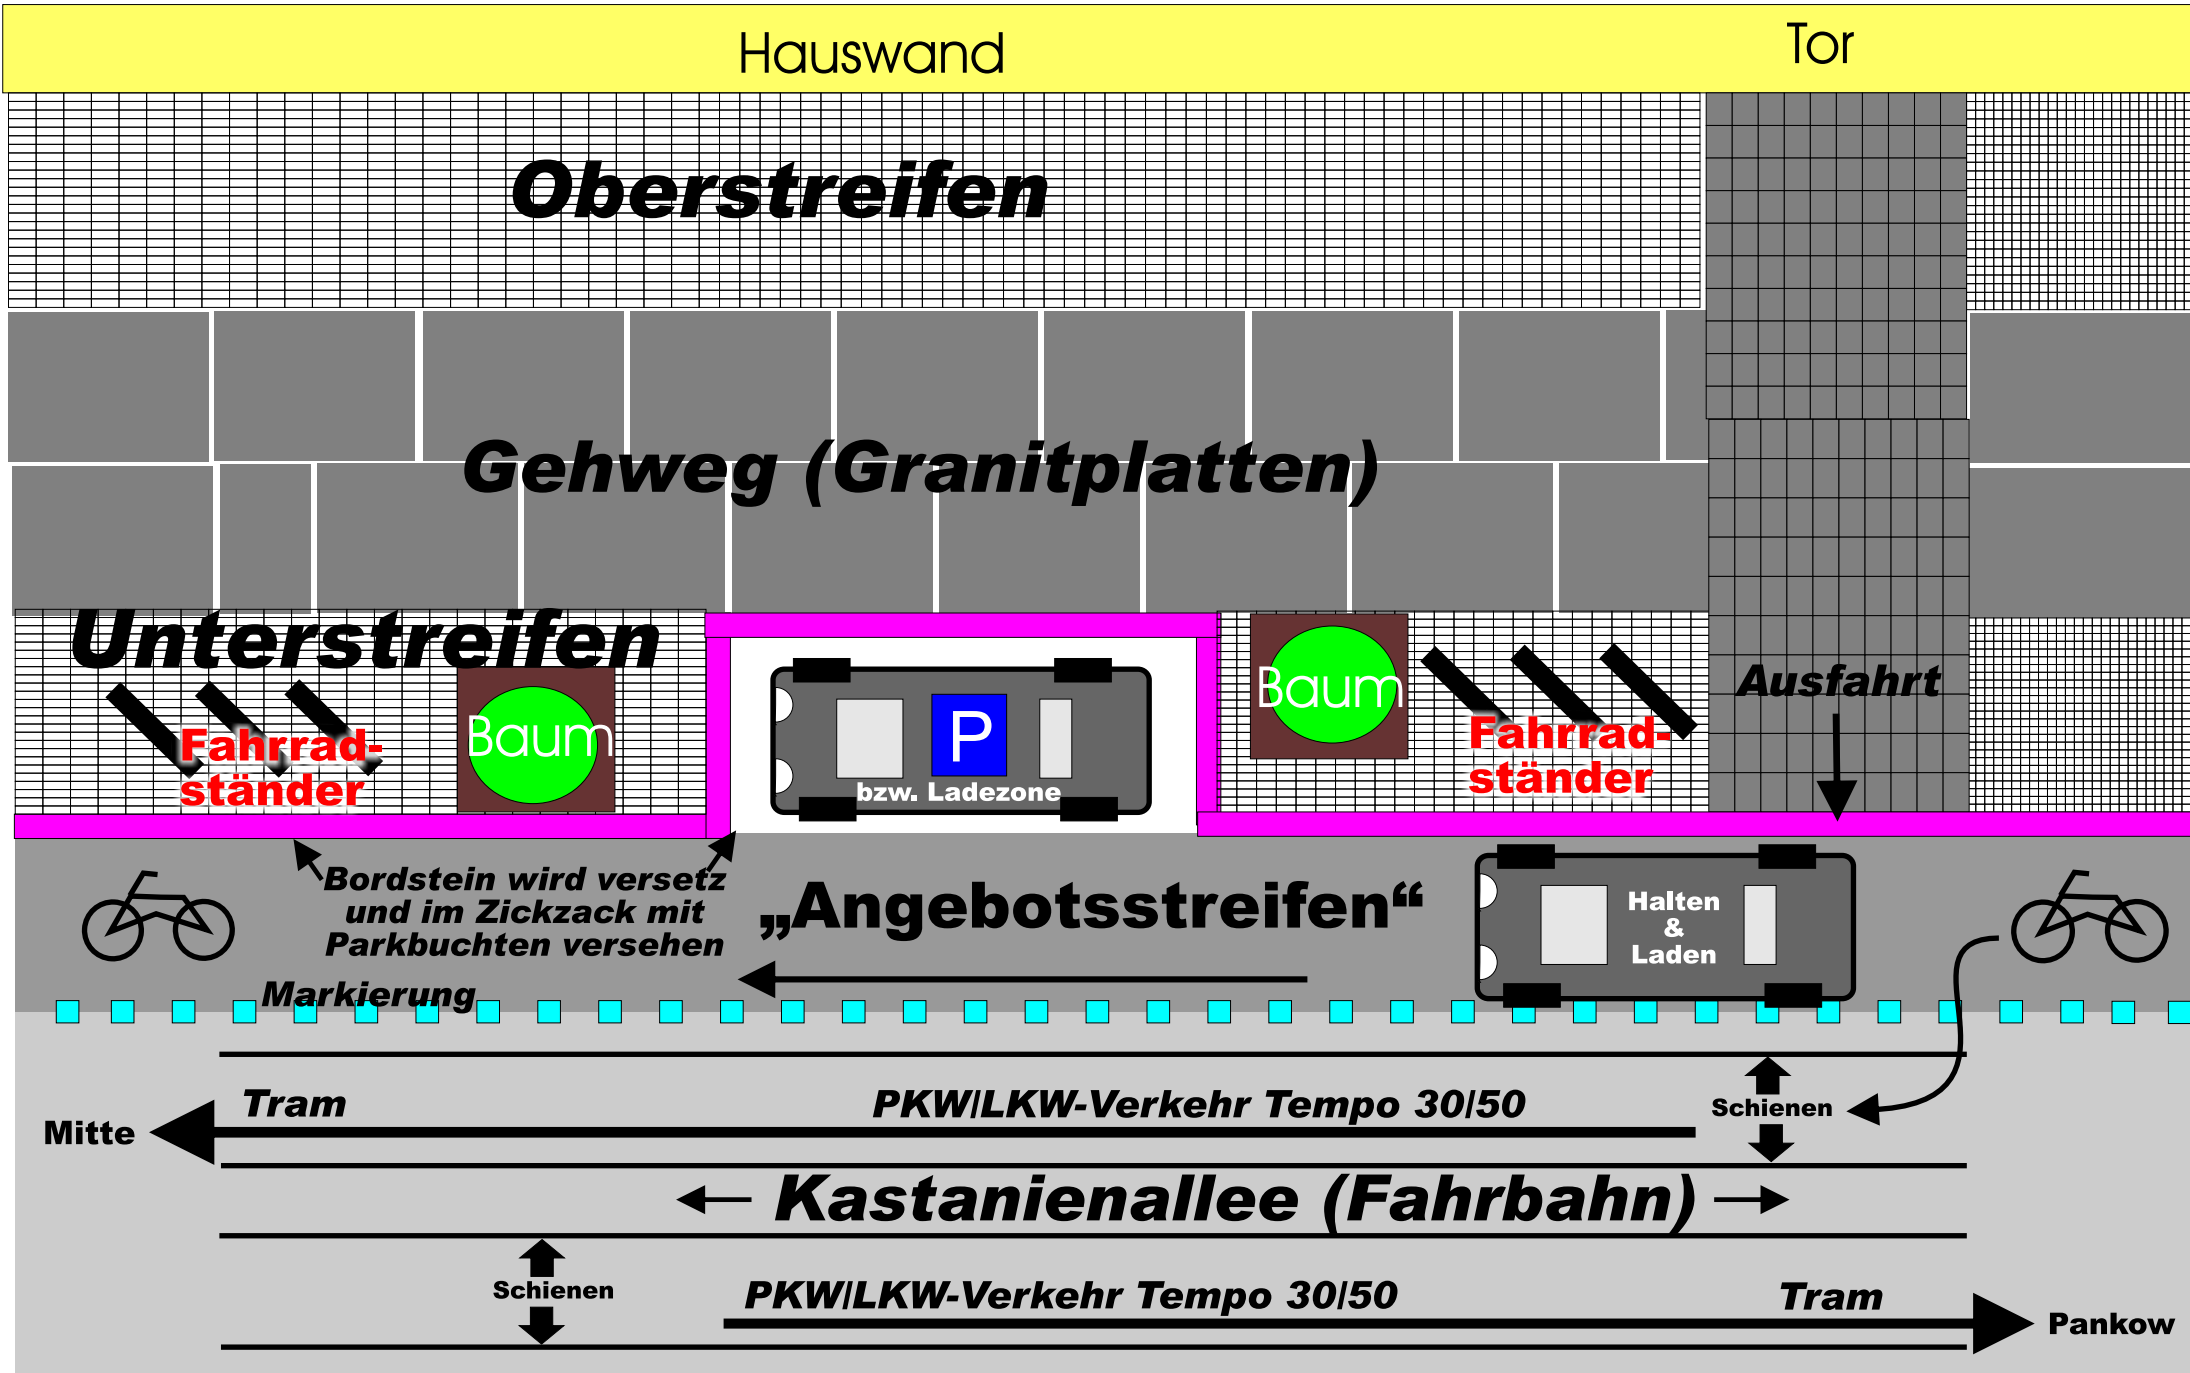 Hauswand
Tor
Oberstreifen
Gehweg (Granitplatten)
Unterstreifen
Fahrrad-
ständer
Baum
P
bzw. Ladezone
Baum
Fahrrad-
ständer
Ausfahrt
Bordstein wird versetz
und im Zickzack mit
Parkbuchten versehen
„Angebotsstreifen“
Halten
&
Laden
Markierung
Tram
PKW/LKW-Verkehr Tempo 30/50
Schienen
Mitte
Kastanienallee (Fahrbahn)
Schienen
PKW/LKW-Verkehr Tempo 30/50
Tram
Pankow